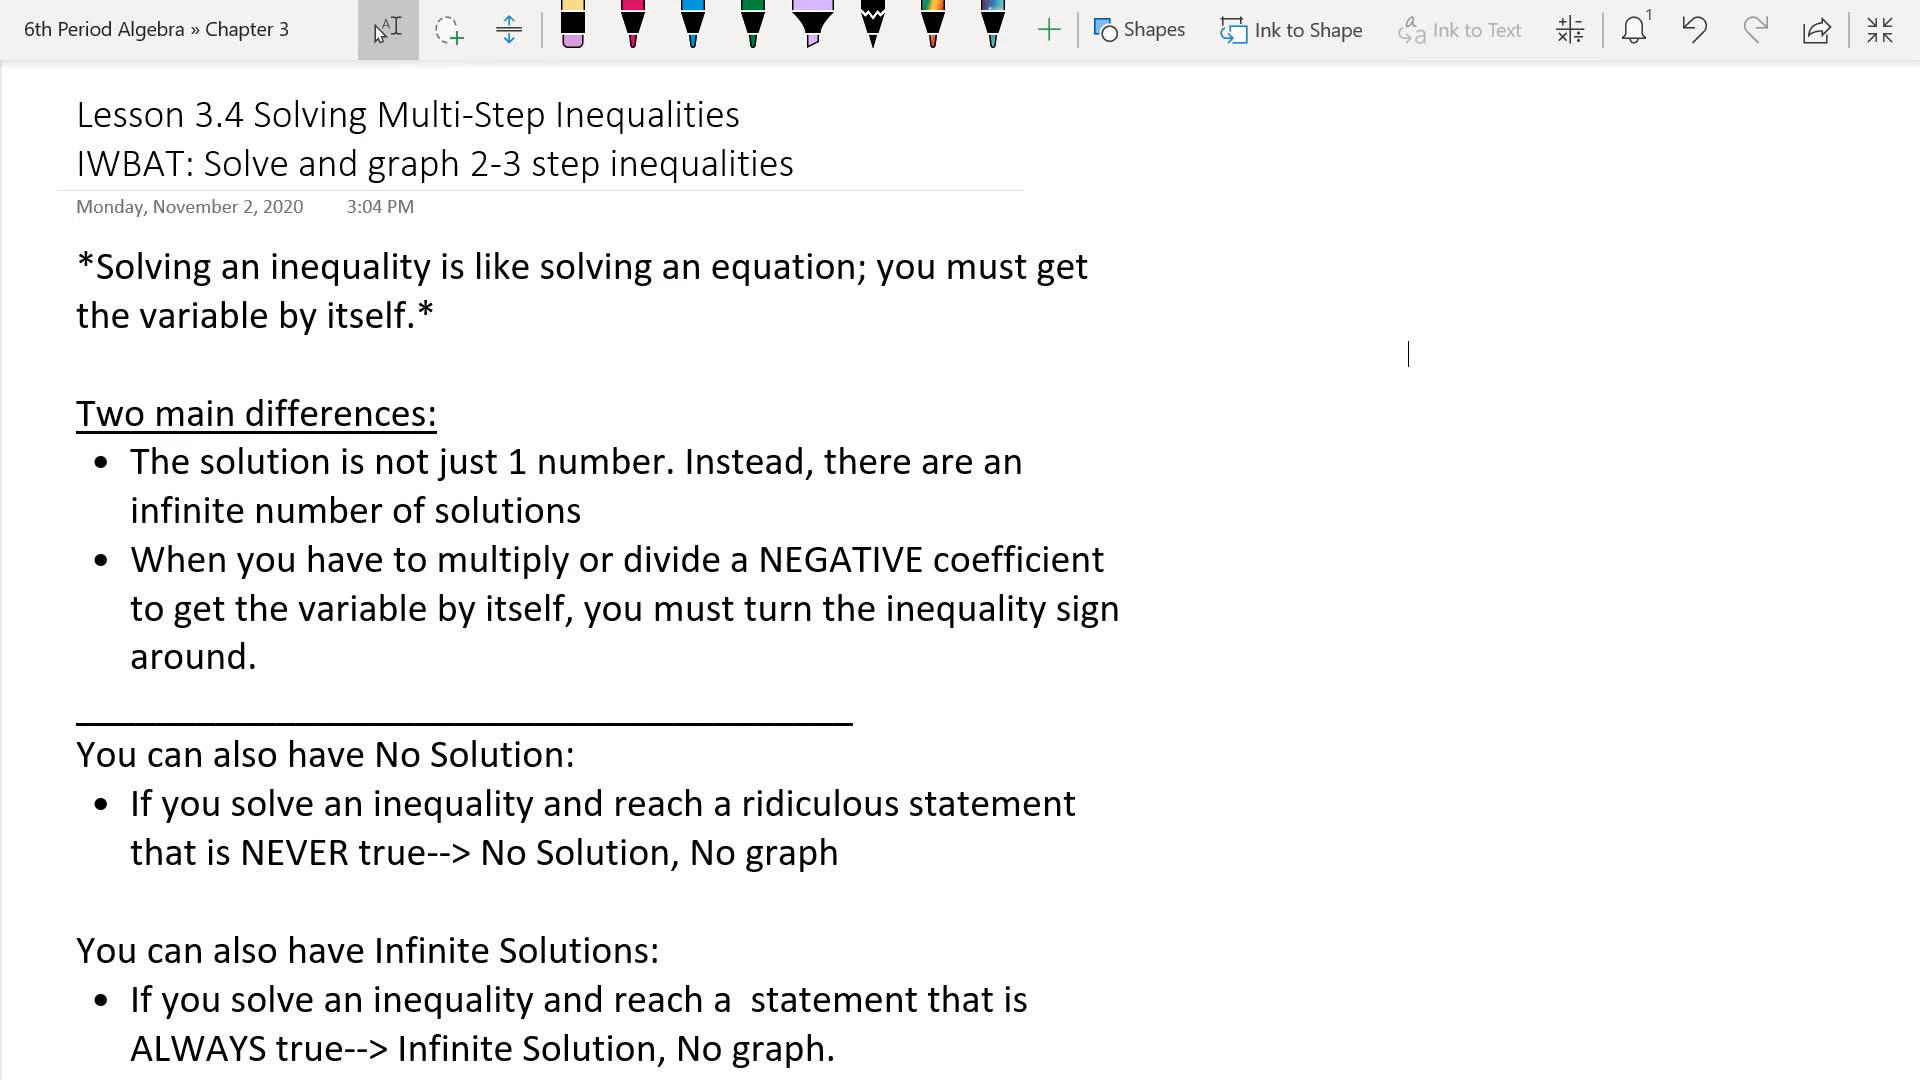 6th Period Algebra » Chapter 3
Shapes
Ink to Shape
Ink to Text
1
Lesson 3.4 Solving Multi-Step Inequalities
IWBAT: Solve and graph 2-3 step inequalities
Monday, November 2, 2020 3:04 PM
*Solving an inequality is like solving an equation; you must get
the variable by itself.*
Two main differences:
• The solution is not just 1 number. Instead, there are an
infinite number of solutions
• When you have to multiply or divide a NEGATIVE coefficient
to get the variable by itself, you must turn the inequality sign
around.
You can also have No Solution:
• If you solve an inequality and reach a ridiculous statement
that is NEVER true--> No Solution, No graph
You can also have Infinite Solutions:
• If you solve an inequality and reach a  statement that is
ALWAYS true--> Infinite Solution, No graph.